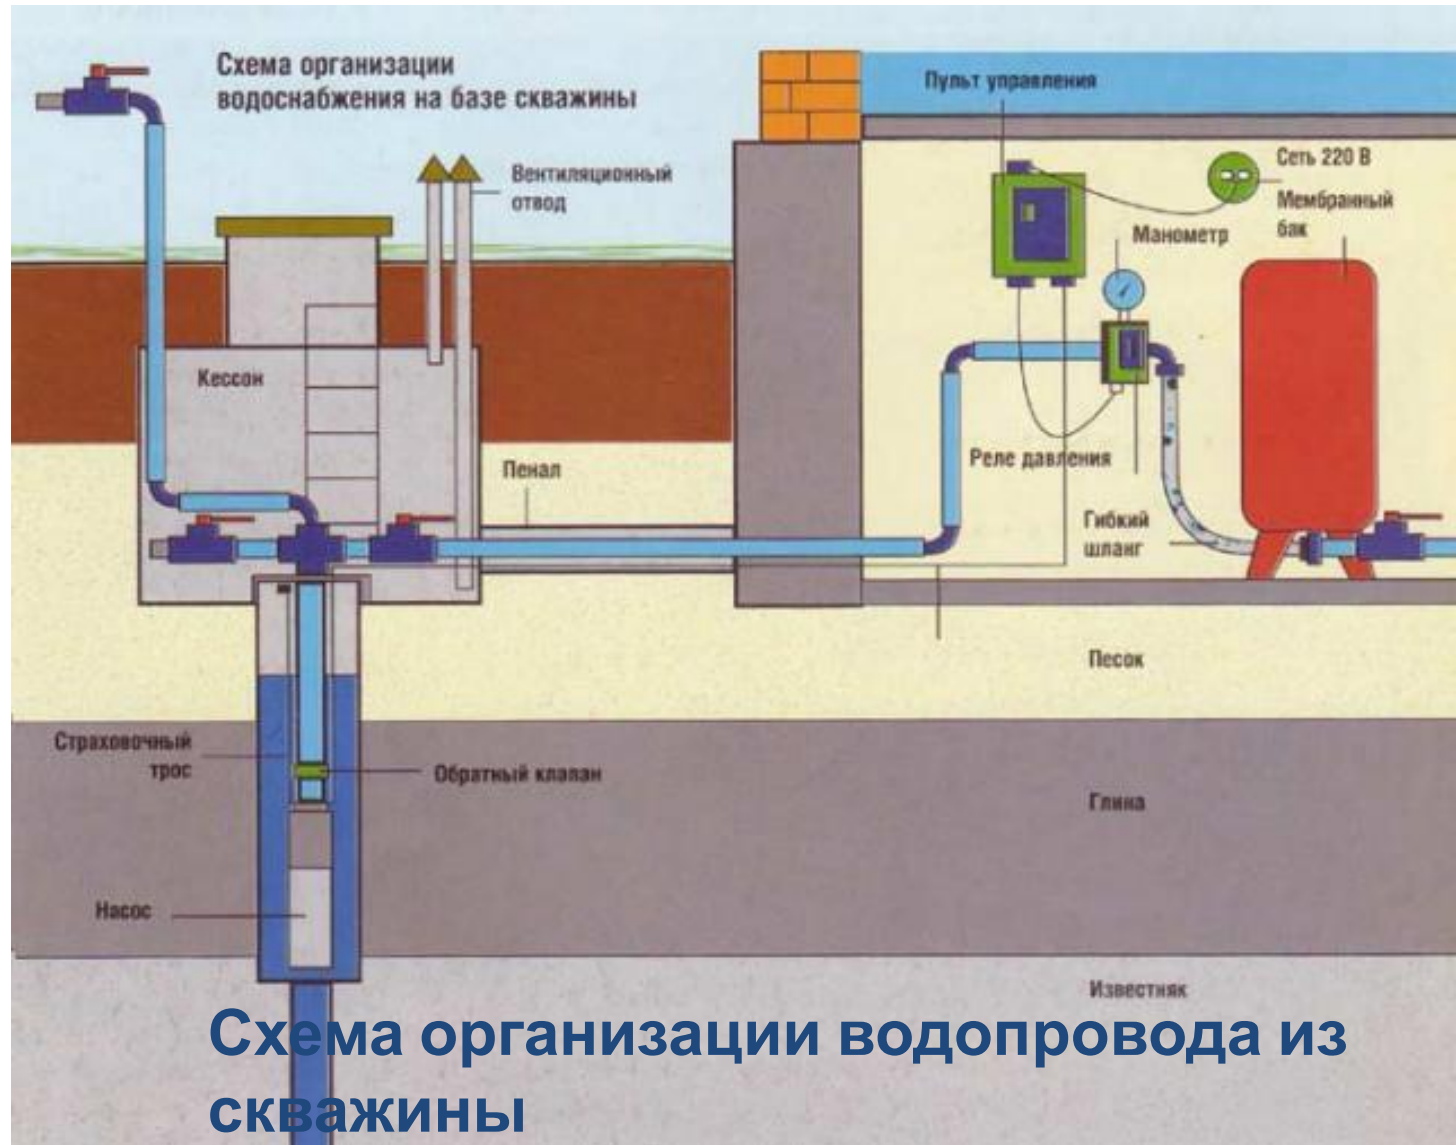 Схема организации
водоснабжения на базе скважины
Пульт управления
Сеть 220 В
Вентиляционный
отвод
Мембранный
бак
Манометр
Кессон
Пенал
Реле давления
Гибкий
шланг
Песок
Страховочный
трос
Обратный клапан
Глина
Насос
Известняк
Схема организации водопровода из
скважины